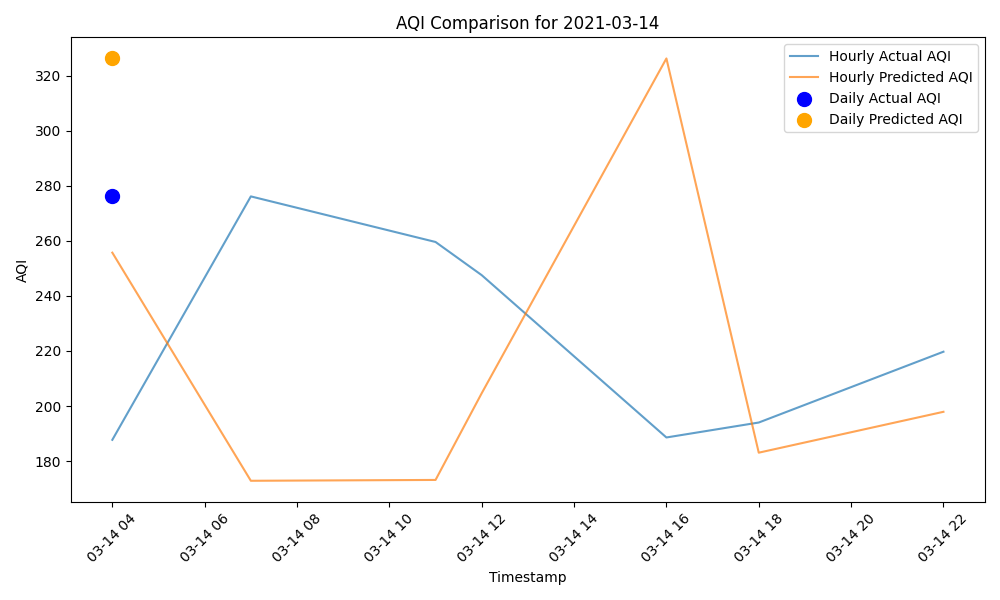 AQI Comparison for 2021-03-14
Hourly Actual AQI
Hourly Predicted AQI
Daily Actual AQI
Daily Predicted AQI
AQI
320
300
280
260
240
220
200
180
03-14 04
03-14 06
03-14 08
03-14 10
03-14 12
03-14 14
03-14 16
03-14 18
03-14 20
03-14 22
Timestamp